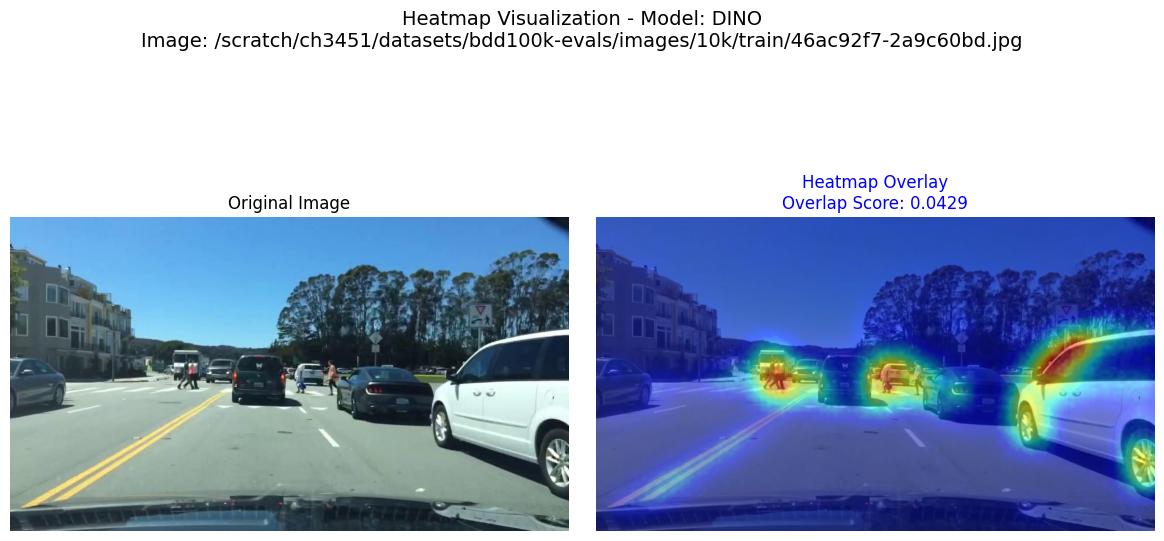 Heatmap Visualization - Model: DINO
Image: /scratch/ch3451/datasets/bdd100k-evals/images/10k/train/46ac92f7-2a9c60bd.jpg
Original Image
Heatmap Overlay
Overlap Score: 0.0429